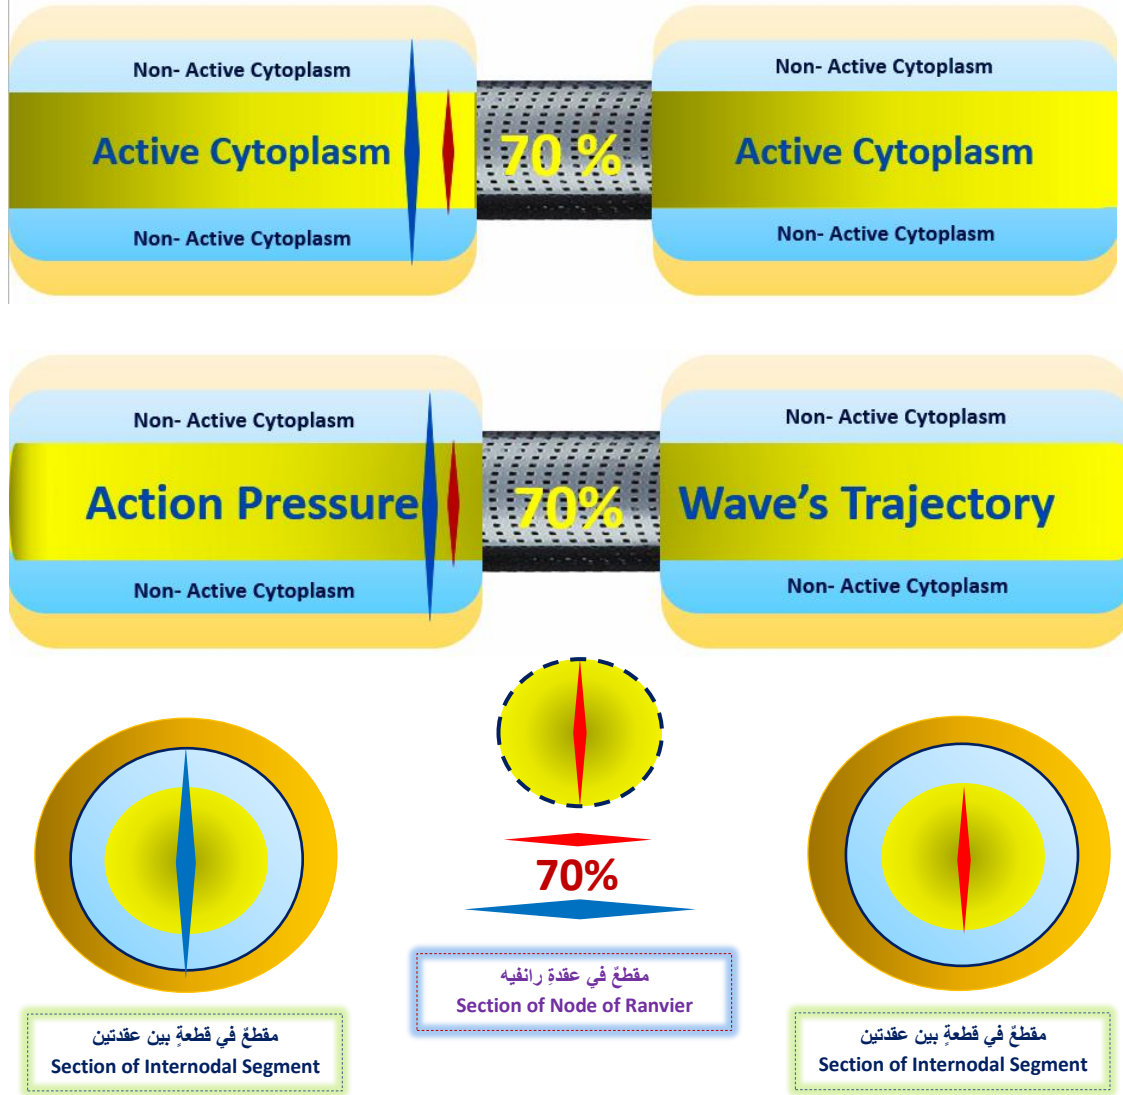 Non- Active Cytoplasm
Non- Active Cytoplasm
Active Cytoplasm
70 %
Active Cytoplasm
Non- Active Cytoplasm
Non- Active Cytoplasm
Non- Active Cytoplasm
Non- Active Cytoplasm
Action Pressure
70%
Wave’s Trajectory
Non- Active Cytoplasm
Non- Active Cytoplasm
70%
مقطعٌ في عقدةِ رانفيه
Section of Node of Ranvier
مقطعٌ في قطعةٍ بين عقدتين
Section of Internodal Segment
مقطعٌ في قطعةٍ بين عقدتين
Section of Internodal Segment